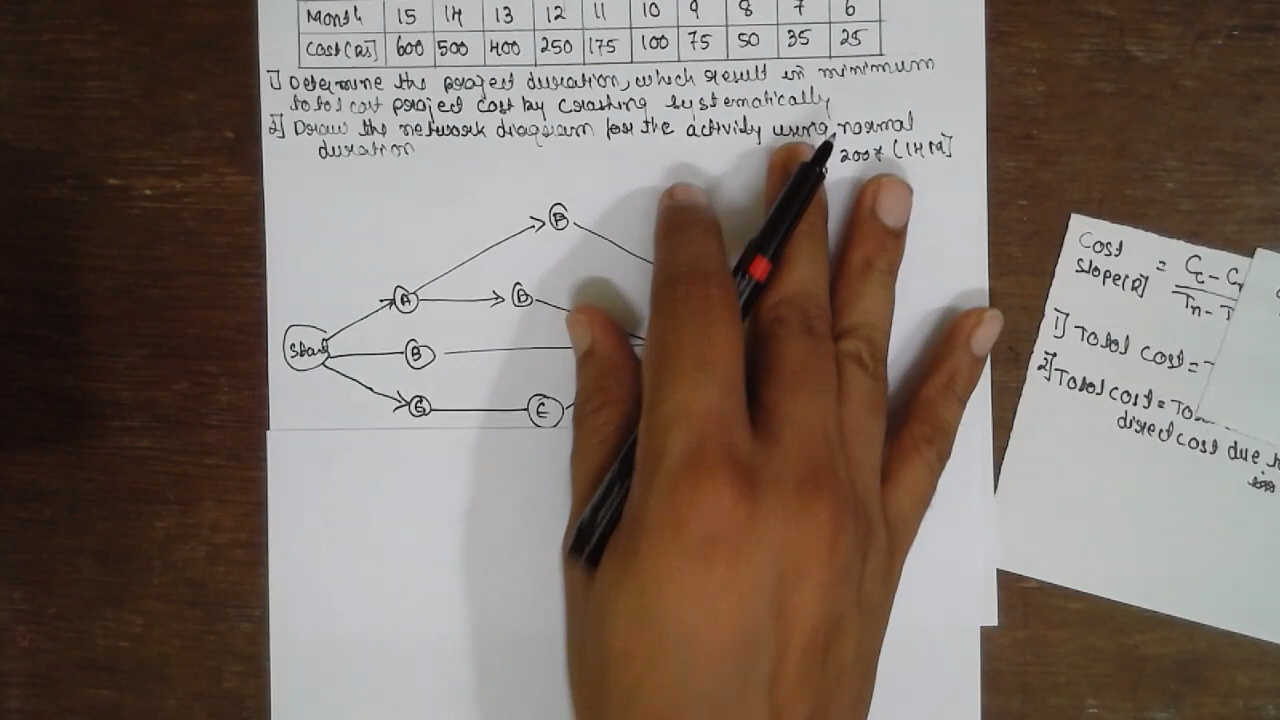 Month 15 14 13 12 11 10 9 8 7 6
Cost [Rs] 600 500 400 250 175 100 75 50 35 25
1] Determine the project duration, which result in minimum
total cost project cost by crashing systematically
2] Draw the network diagram for the activity using normal
duration
2007 [14M]
B
A
B
Start
B
G
E
Cost
slope[R] =
1] Total cost =
2] Total cost =
direct cost due